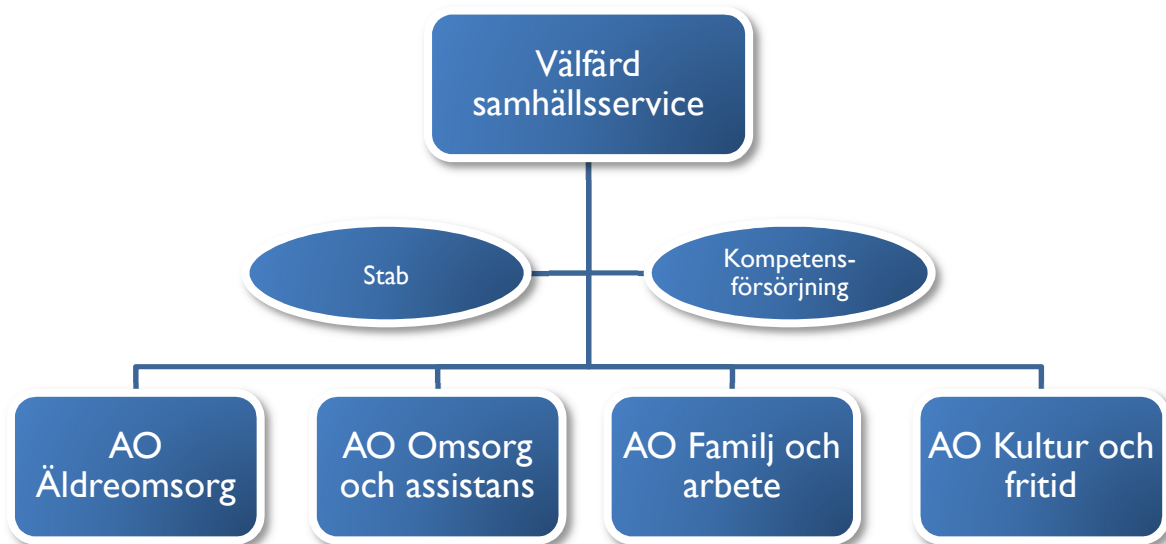 Välfärd
samhällsservice
Stab
Kompetens-
försörjning
AO
Äldreomsorg
AO Omsorg
och assistans
AO Familj och
arbete
AO Kultur och
fritid